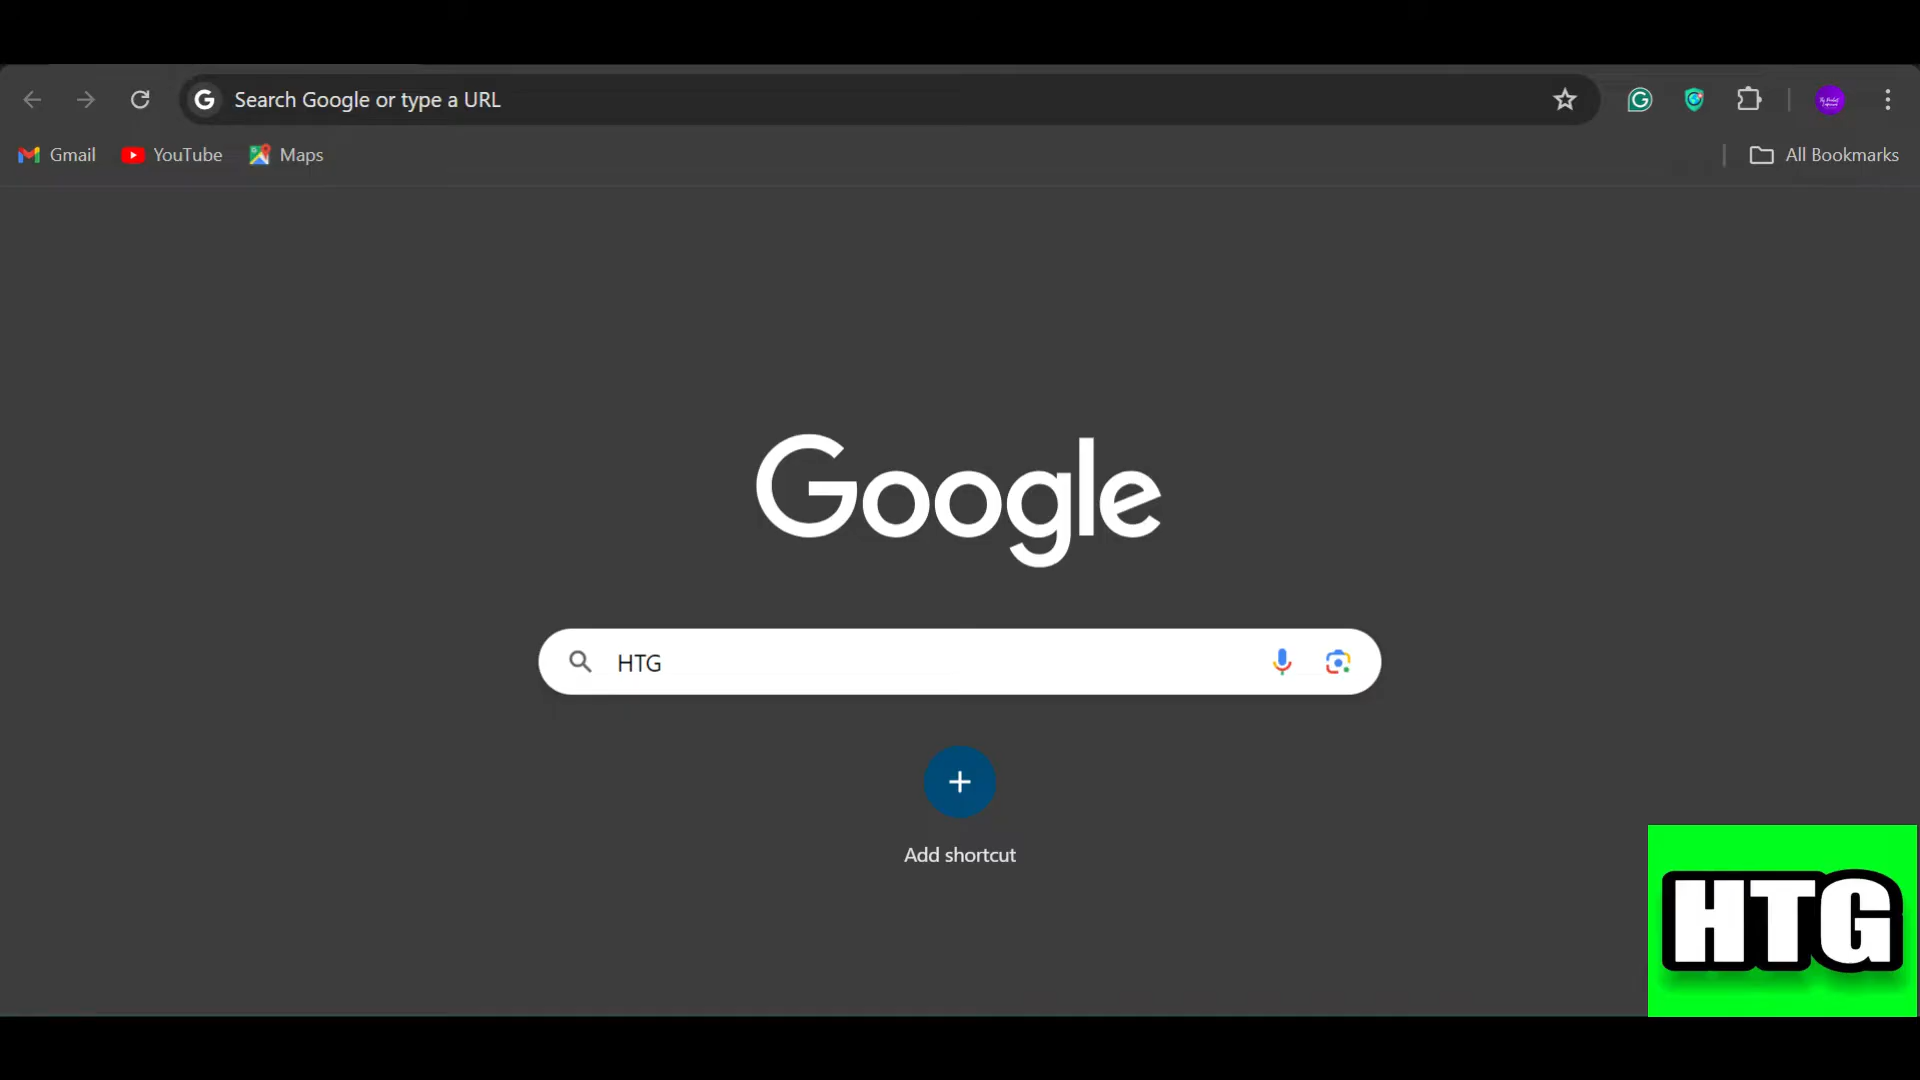 Search Google or type a URL
Gmail
YouTube
Maps
All Bookmarks
Google
HTG
Add shortcut
HTG